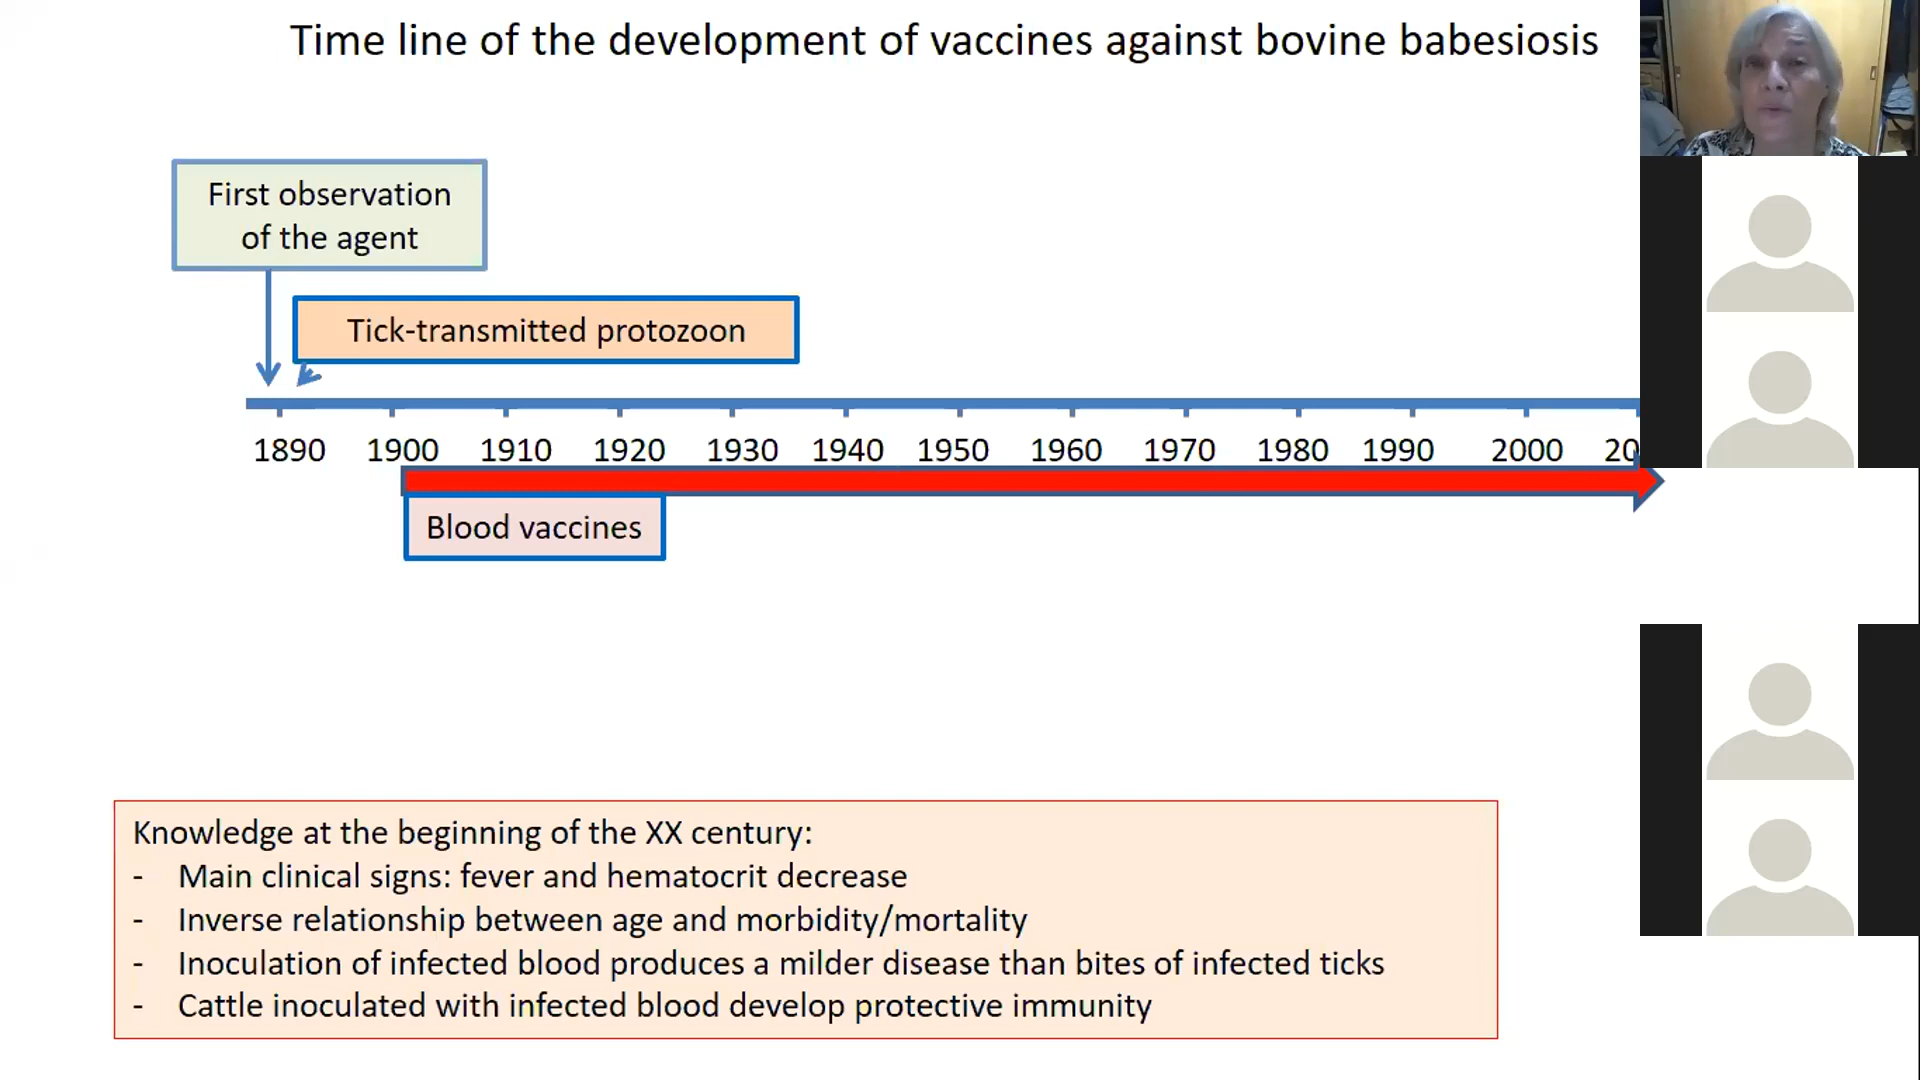 Time line of the development of vaccines against bovine babesiosis
First observation
of the agent
Tick-transmitted protozoon
1890 1900 1910 1920 1930 1940 1950 1960 1970 1980 1990 2000 20
Blood vaccines
Knowledge at the beginning of the XX century:
- Main clinical signs: fever and hematocrit decrease
- Inverse relationship between age and morbidity/mortality
- Inoculation of infected blood produces a milder disease than bites of infected ticks
- Cattle inoculated with infected blood develop protective immunity